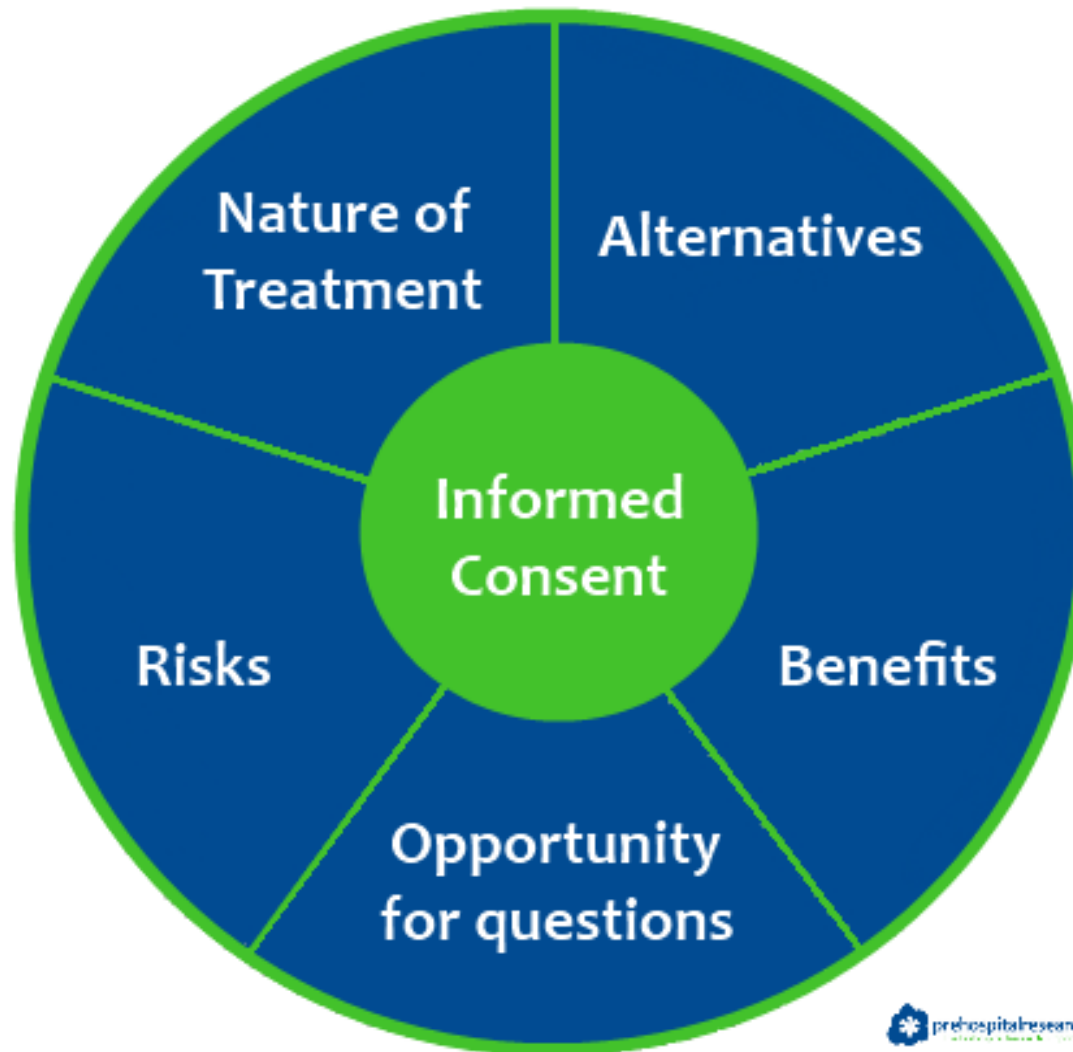 Nature of
Treatment
Alternatives
Informed
Consent
Risks
Benefits
Opportunity
for questions